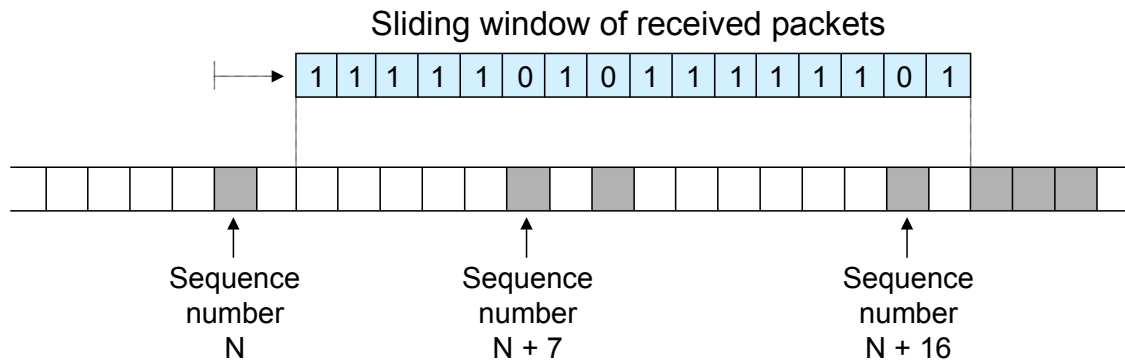 Sliding window of received packets
1 1 1 1 1 0 1 0 1 1 1 1 1 1 0 1
Sequence number N
Sequence number N + 7
Sequence number N + 16